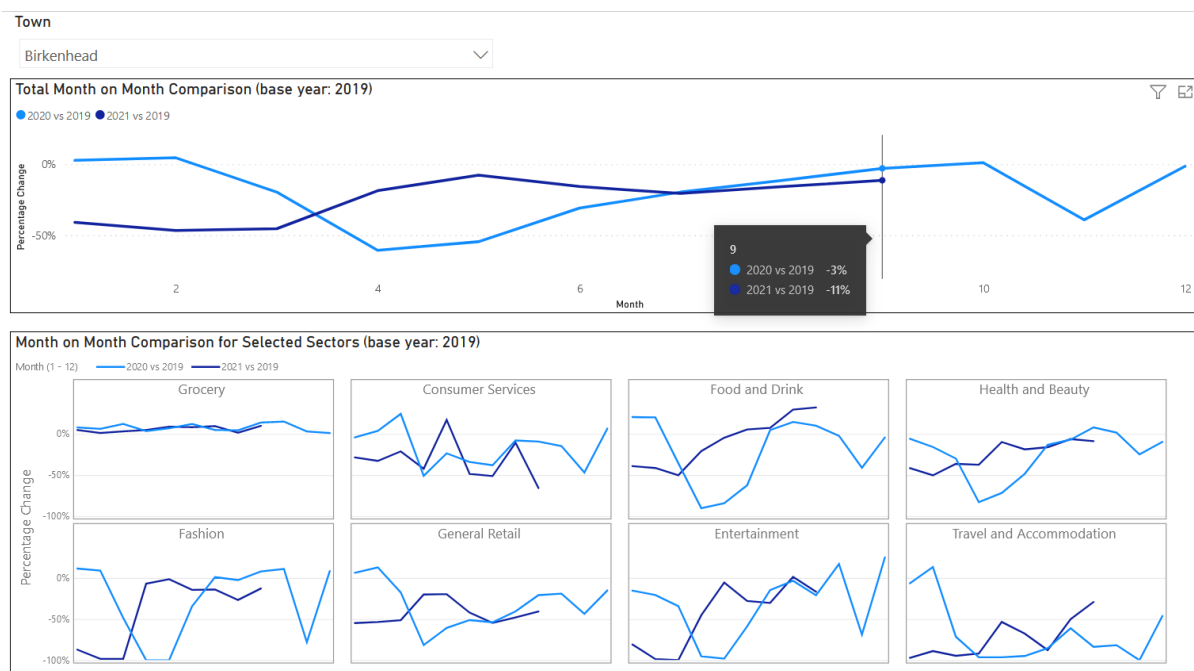 Town
Birkenhead
Total Month on Month Comparison (base year: 2019)
2020 vs 2019 2021 vs 2019
Percentage Change
0%
-50%
9
2020 vs 2019 -3%
2021 vs 2019 -11%
2 4 6 10 12
Month
Month on Month Comparison for Selected Sectors (base year: 2019)
Month (1 - 12) 2020 vs 2019 2021 vs 2019
Percentage Change
Grocery Consumer Services Food and Drink Health and Beauty
0%
-50%
-100%
Fashion General Retail Entertainment Travel and Accommodation
0%
-50%
-100%